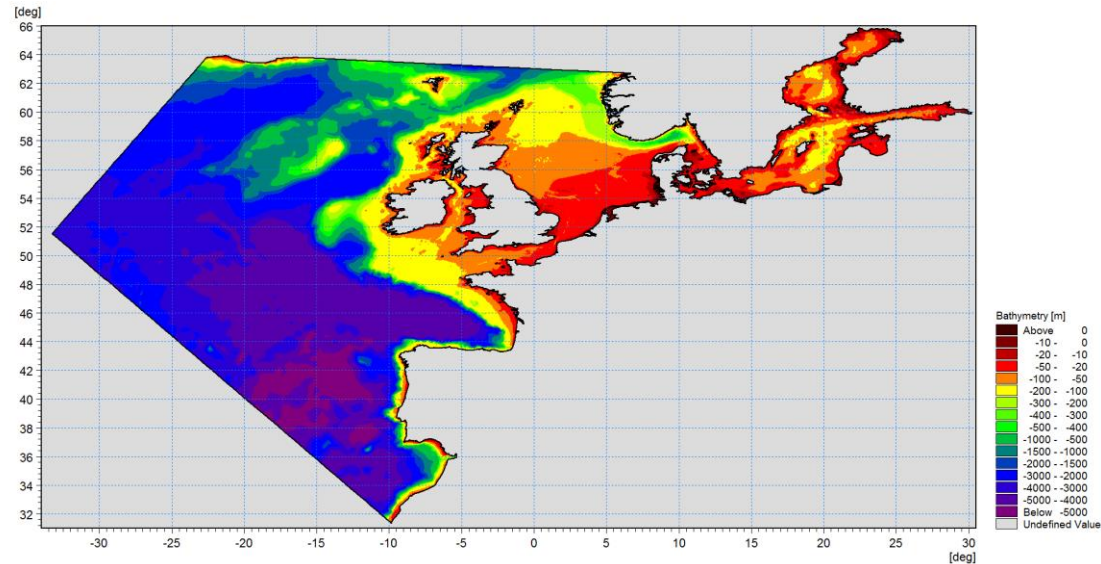 [deg]
66
64
62
60
58
56
54
52
50
48
46
44
42
40
38
36
34
32
-30 -25 -20 -15 -10 -5 0 5 10 15 20 25 30
[deg]
Bathymetry [m]
Above 0
-10 - 0
-20 - -10
-50 - -20
-100 - -50
-200 - -100
-300 - -200
-400 - -300
-500 - -400
-1000 - -500
-1500 - -1000
-2000 - -1500
-3000 - -2000
-4000 - -3000
-5000 - -4000
Below -5000
Undefined Value